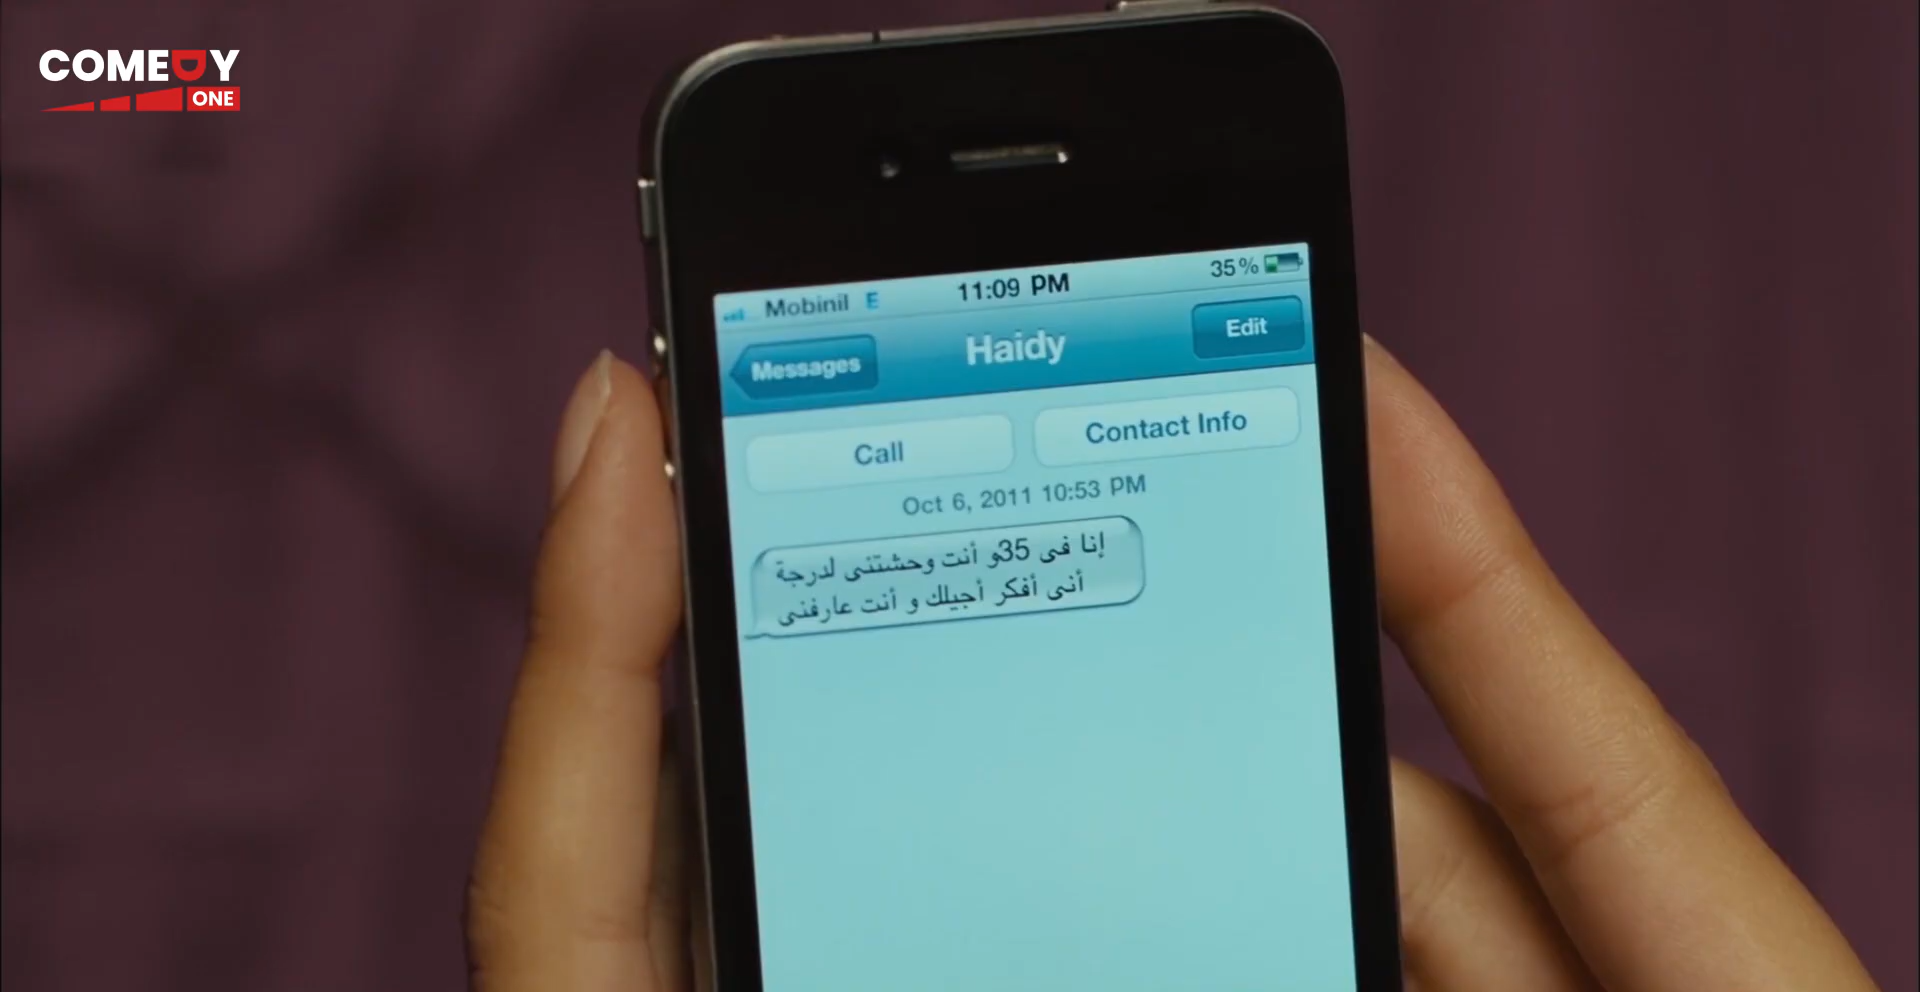 COMEDY
ONE
Mobinil E 11:09 PM 35%
Messages Haidy Edit
Call Contact Info
Oct 6, 2011 10:53 PM
إنا فى 35و أنت وحشتنى لدرجة
أنى أفكر أجيلك و أنت عارفنى